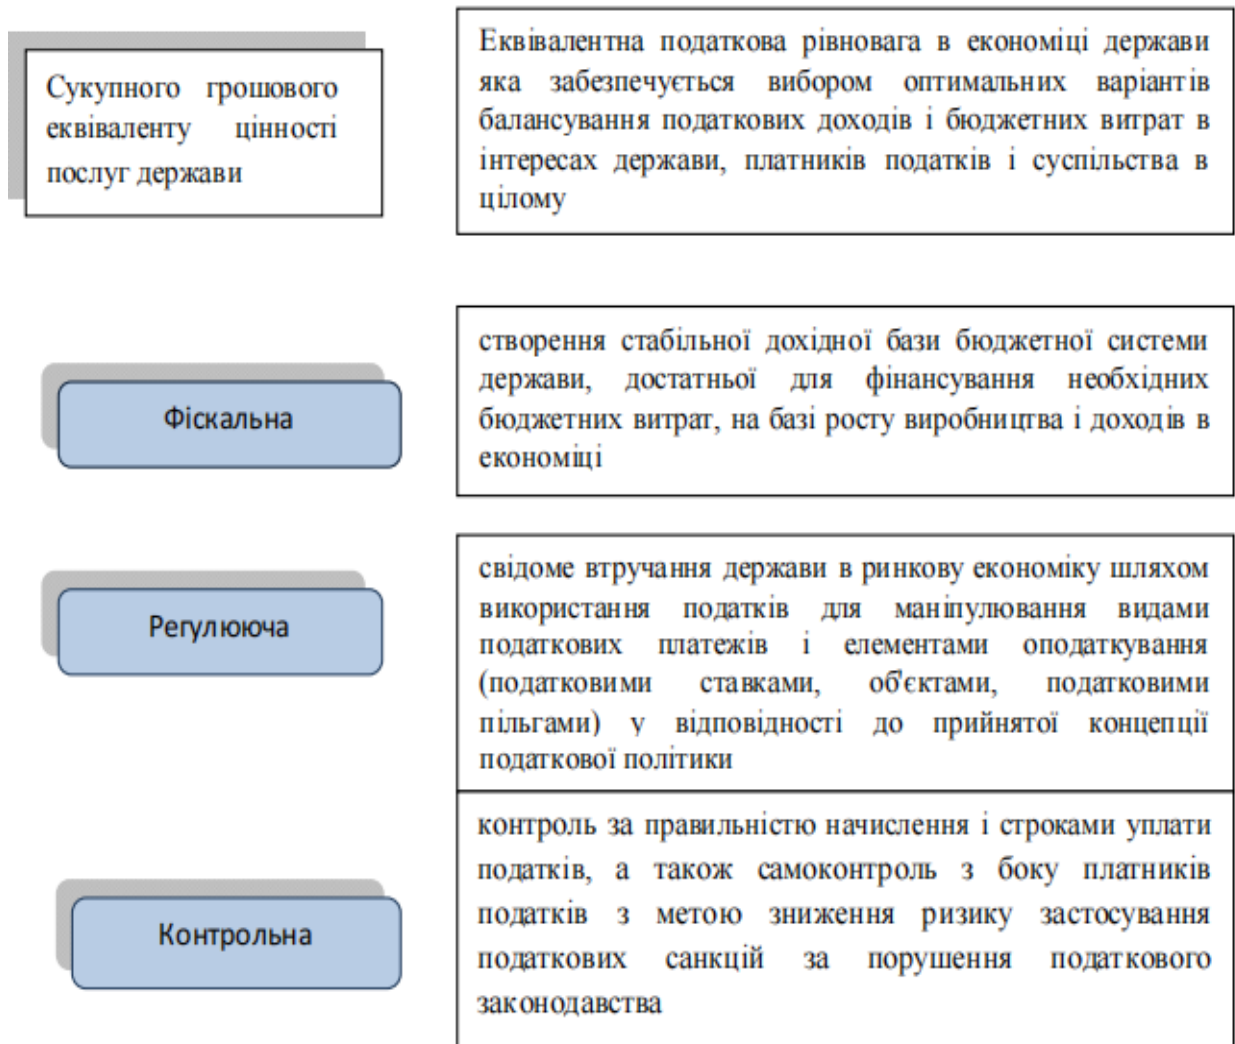 Сукупного грошового
еквіваленту цінності
послуг держави
Еквівалентна податкова рівновага в економіці держави
яка забезпечується вибором оптимальних варіантів
балансування податкових доходів і бюджетних витрат в
інтересах держави, платників податків і суспільства в
цілому
Фіскальна
створення стабільної дохідної бази бюджетної системи
держави, достатньої для фінансування необхідних
бюджетних витрат, на базі росту виробництва і доходів в
економіці
Регулююча
свідоме втручання держави в ринкову економіку шляхом
використання податків для маніпулювання видами
податкових платежів і елементами оподаткування
(податковими ставками, об'єктами, податковими
пільгами) у відповідності до прийнятої концепції
податкової політики
Контрольна
контроль за правильністю начислення і строками уплати
податків, а також самоконтроль з боку платників
податків з метою зниження ризику застосування
податкових санкцій за порушення податкового
законодавства